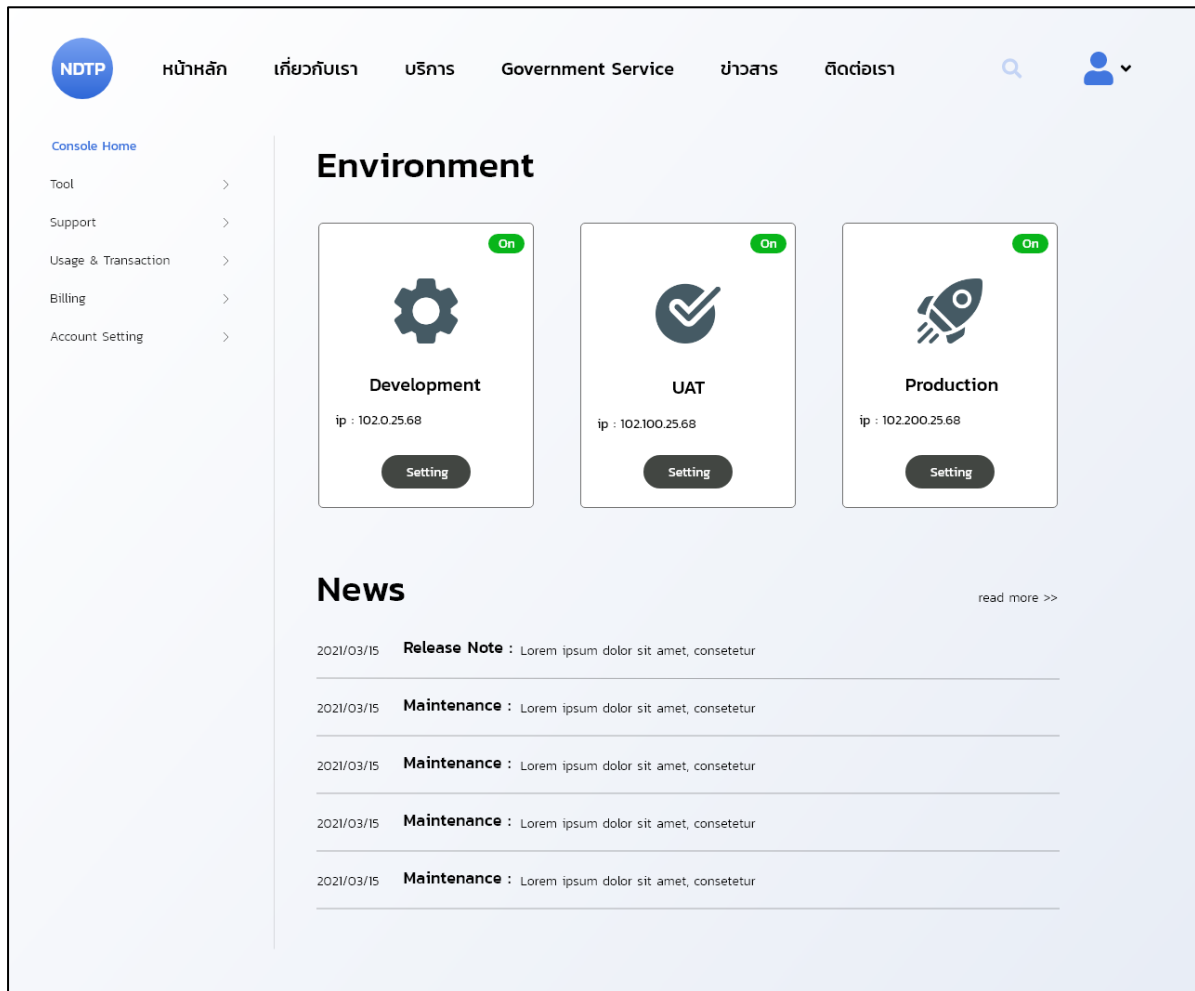 NDTP หน้าหลัก เกี่ยวกับเรา บริการ Government Service ข่าวสาร ติดต่อเรา
Console Home
Tool
Support
Usage & Transaction
Billing
Account Setting
Environment
On
Development
ip : 102.0.25.68
Setting
On
UAT
ip : 102.100.25.68
Setting
On
Production
ip : 102.200.25.68
Setting
News
read more >>
2021/03/15 Release Note : Lorem ipsum dolor sit amet, consetetur
2021/03/15 Maintenance : Lorem ipsum dolor sit amet, consetetur
2021/03/15 Maintenance : Lorem ipsum dolor sit amet, consetetur
2021/03/15 Maintenance : Lorem ipsum dolor sit amet, consetetur
2021/03/15 Maintenance : Lorem ipsum dolor sit amet, consetetur